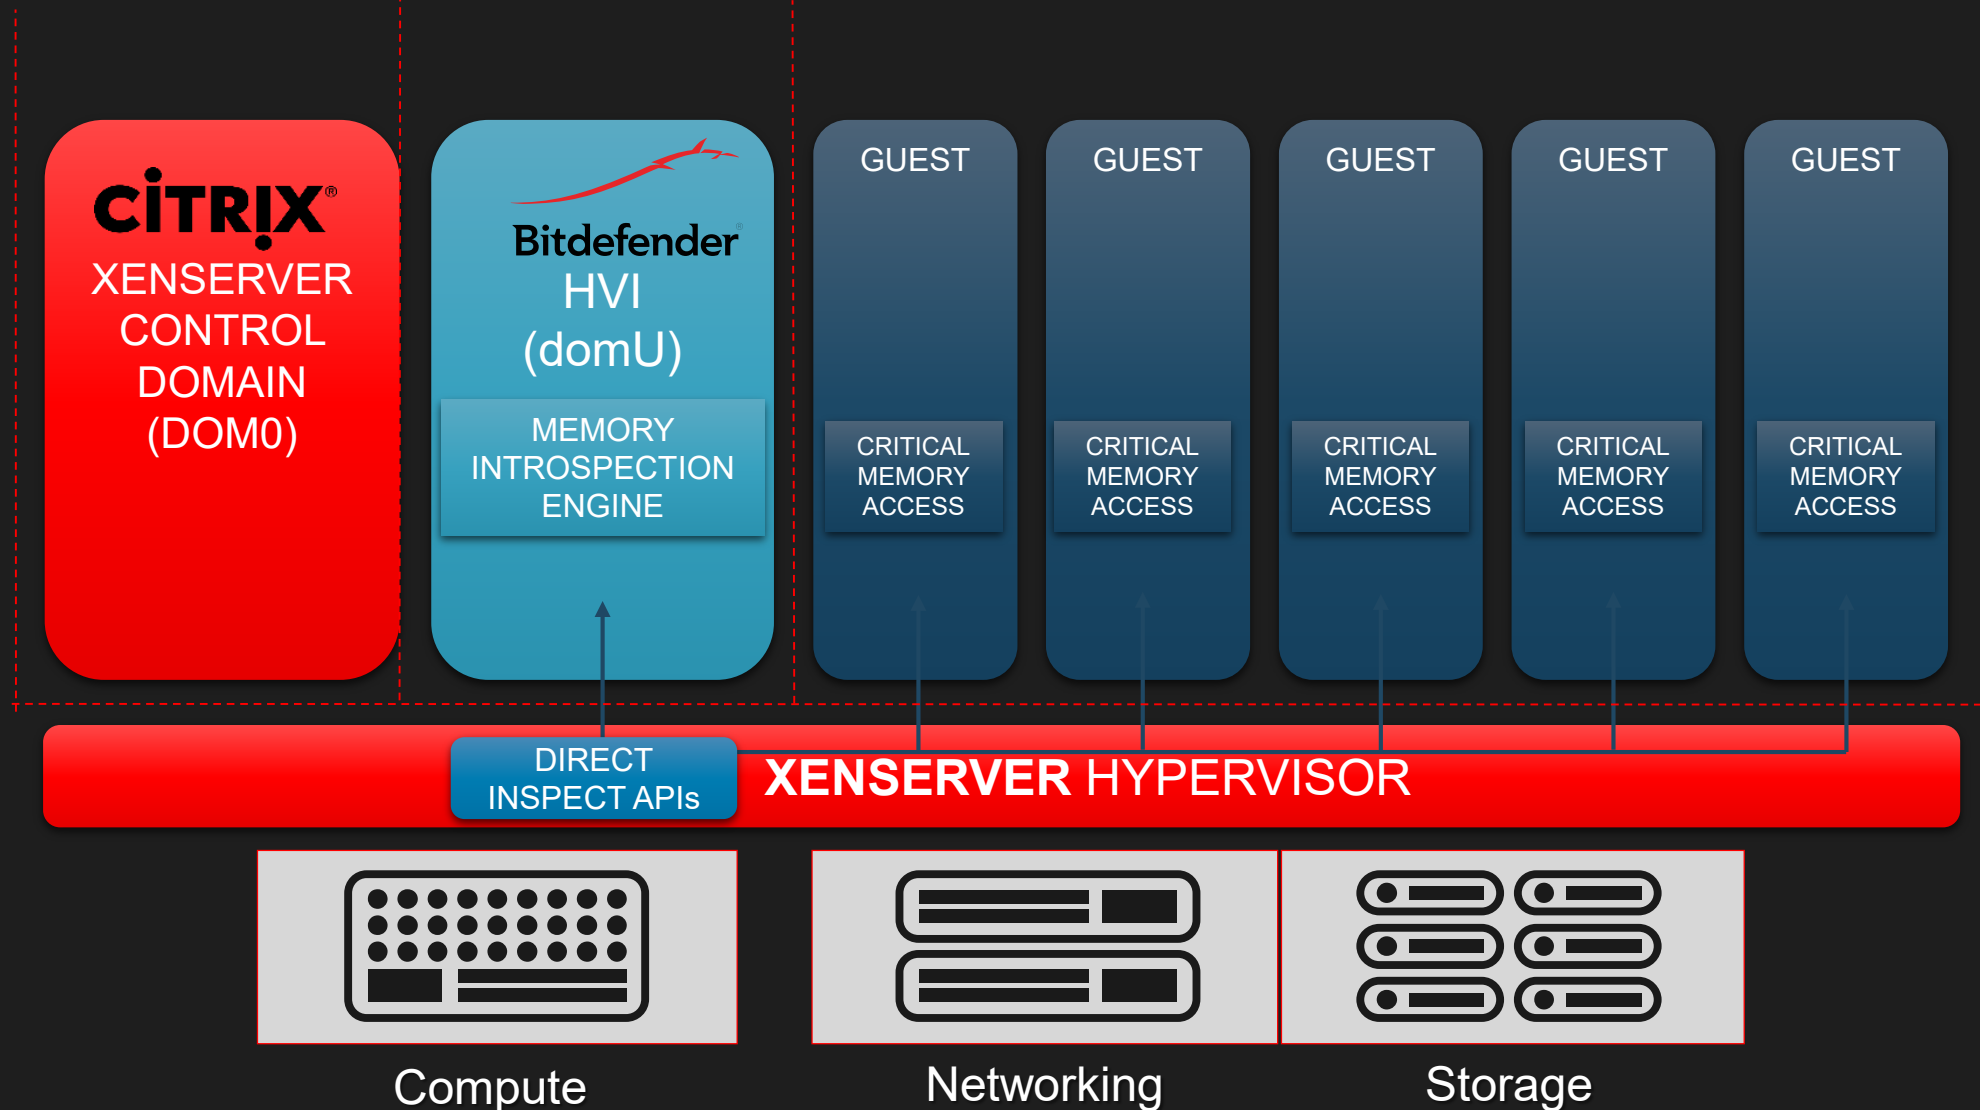 CİTRIX®
XENSERVER
CONTROL
DOMAIN
(DOM0)
Bitdefender®
HVI
(domU)
MEMORY
INTROSPECTION
ENGINE
GUEST
CRITICAL
MEMORY
ACCESS
GUEST
CRITICAL
MEMORY
ACCESS
GUEST
CRITICAL
MEMORY
ACCESS
GUEST
CRITICAL
MEMORY
ACCESS
GUEST
CRITICAL
MEMORY
ACCESS
DIRECT
INSPECT APIs
XENSERVER HYPERVISOR
Compute
Networking
Storage